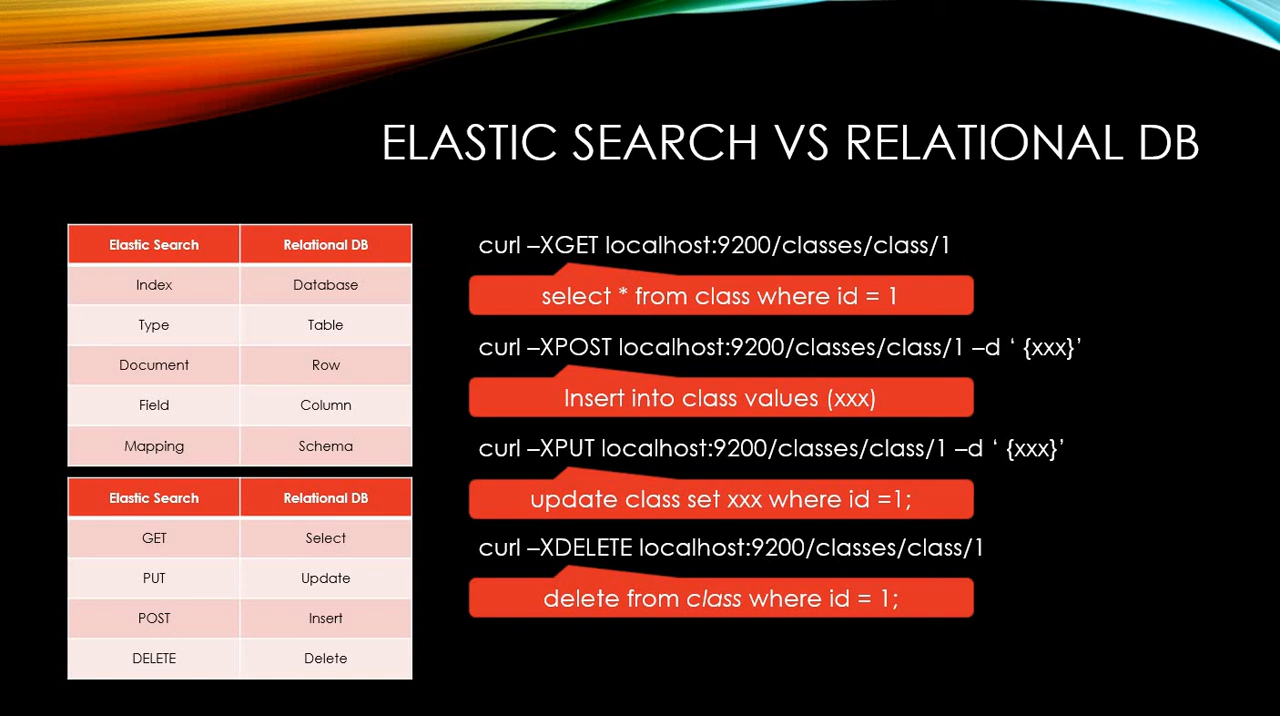 ELASTIC SEARCH VS RELATIONAL DB
Elastic Search Relational DB
Index Database
Type Table
Document Row
Field Column
Mapping Schema
Elastic Search Relational DB
GET Select
PUT Update
POST Insert
DELETE Delete
curl –XGET localhost:9200/classes/class/1
select * from class where id = 1
curl –XPOST localhost:9200/classes/class/1 –d ‘ {xxx}’
Insert into class values (xxx)
curl –XPUT localhost:9200/classes/class/1 –d ‘ {xxx}’
update class set xxx where id =1;
curl –XDELETE localhost:9200/classes/class/1
delete from class where id = 1;